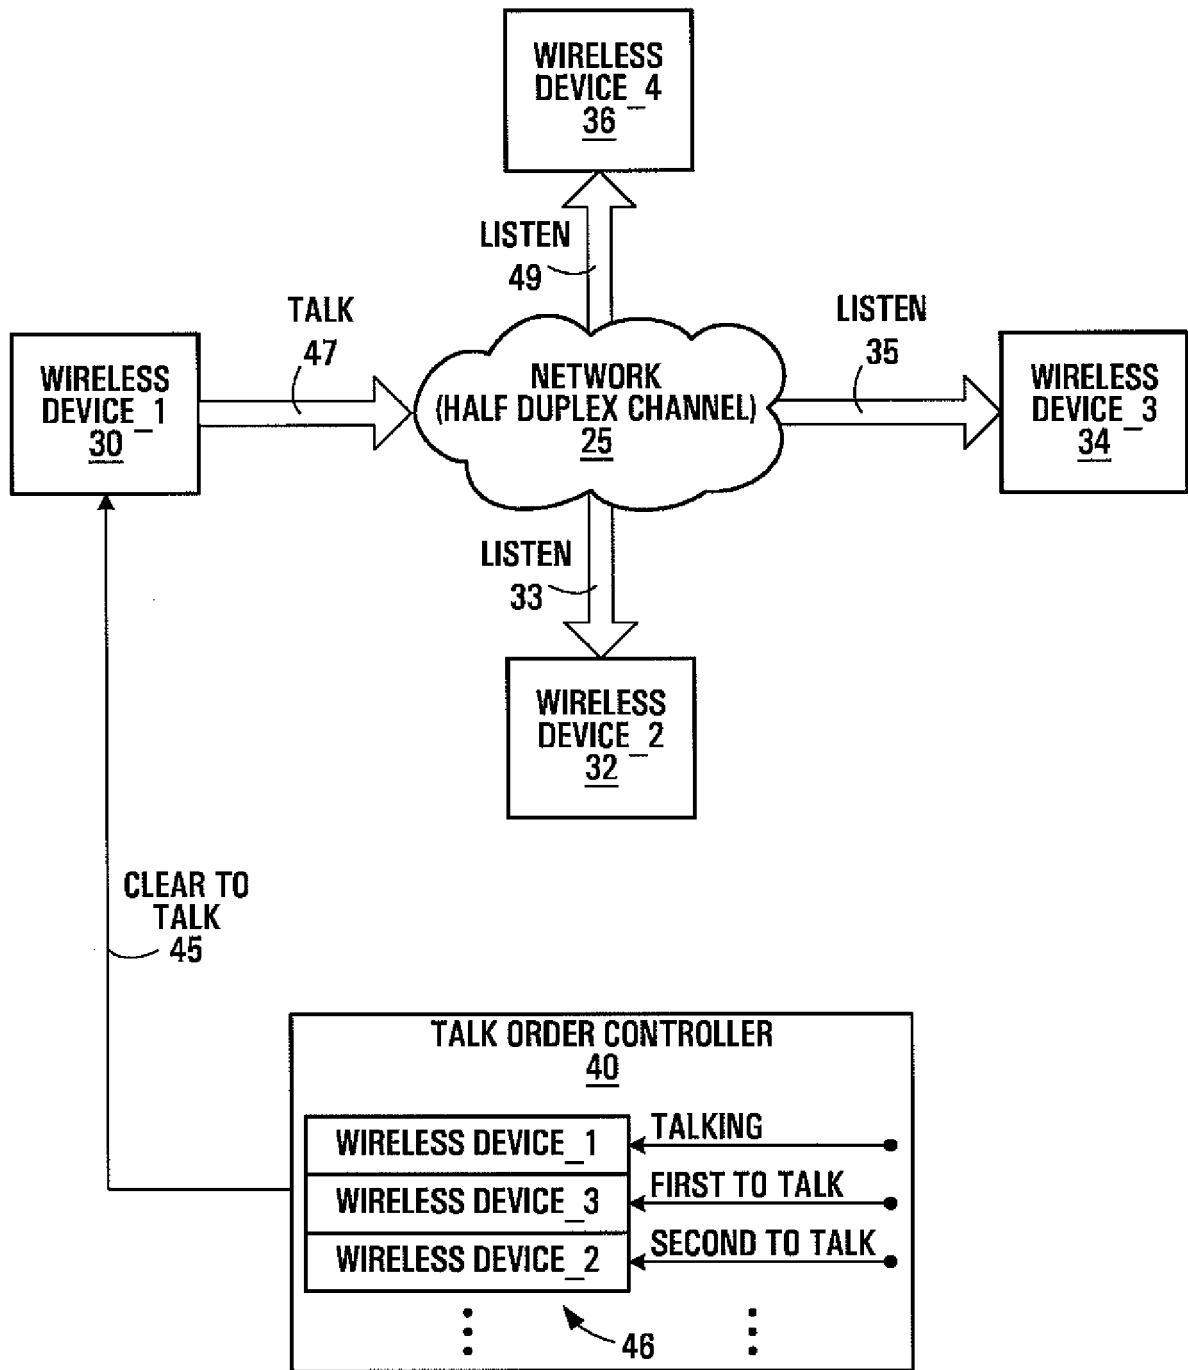 WIRELESS
DEVICE_4
36
LISTEN
49
TALK
47
LISTEN
35
WIRELESS
DEVICE_1
30
NETWORK
(HALF DUPLEX CHANNEL)
25
WIRELESS
DEVICE_3
34
LISTEN
33
WIRELESS
DEVICE_2
32
CLEAR TO
TALK
45
TALK ORDER CONTROLLER
40
WIRELESS DEVICE_1
TALKING
WIRELESS DEVICE_3
FIRST TO TALK
WIRELESS DEVICE_2
SECOND TO TALK
46